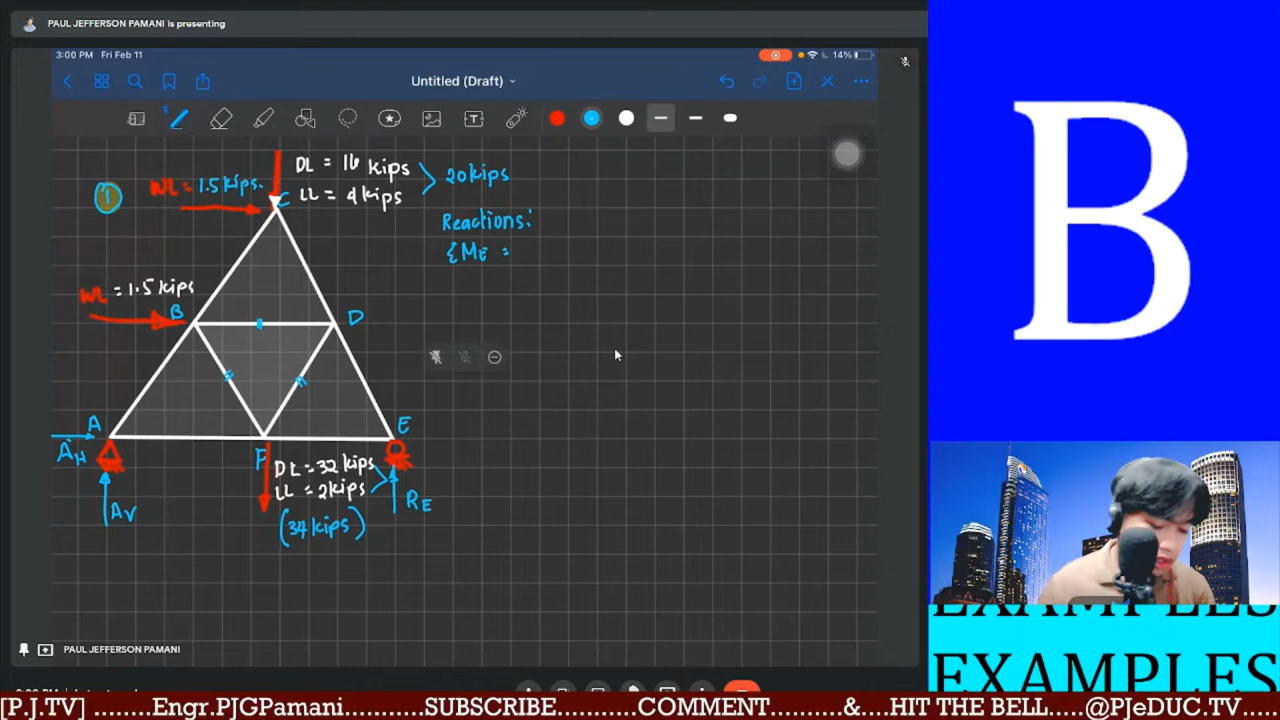 PAUL JEFFERSON PAMANI is presenting
3:00 PM Fri Feb 11
14%
Untitled (Draft)
T
1
WL = 1.5 kips.
C
DL = 16 kips
LL = 4 kips
20 kips
Reactions:
ΣME =
WL = 1.5 kips
B
D
A
E
AH
F
DL = 32 kips
LL = 2 kips
(34 kips)
AV
RE
PAUL JEFFERSON PAMANI
B
EXAMPLES
EXAMPLES
[P.J.TV] ........Engr.PJGPamani..........SUBSCRIBE.......COMMENT.......&....HIT THE BELL....@PJeDUC.TV.......